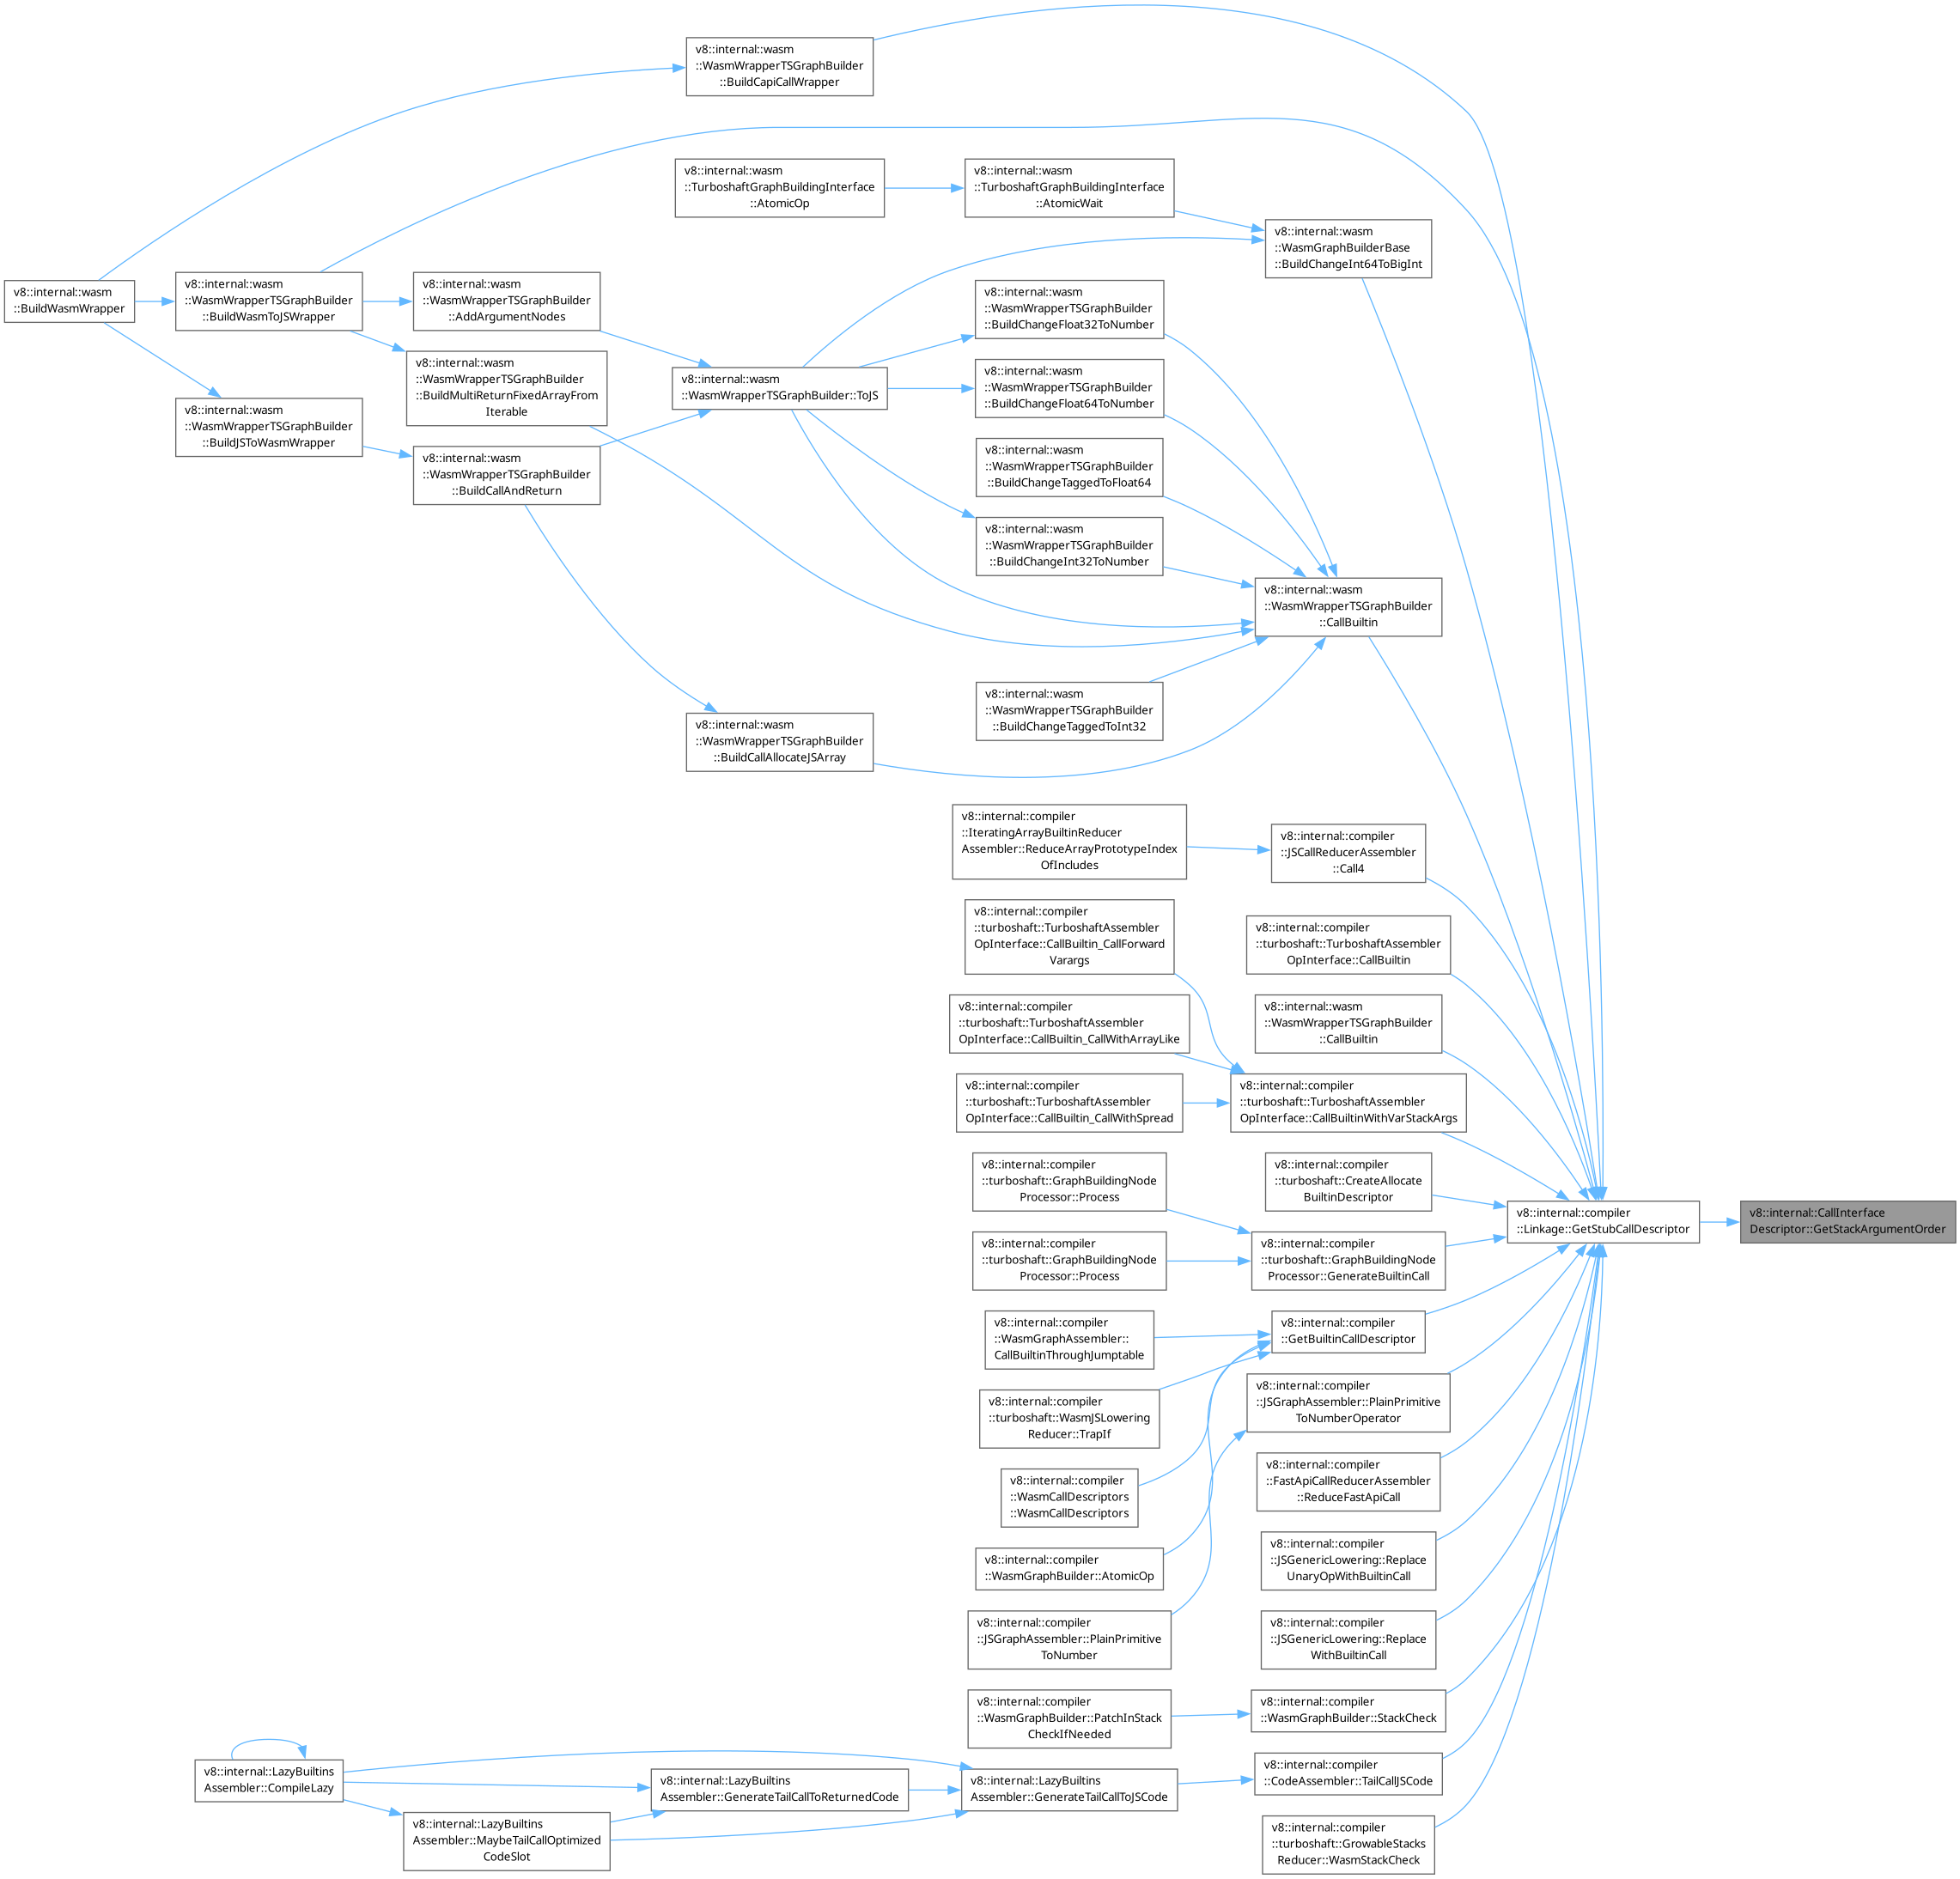 v8::internal::wasm
::WasmWrapperTSGraphBuilder
::BuildCapiCallWrapper
v8::internal::wasm
::TurboshaftGraphBuildingInterface
::AtomicOp
v8::internal::wasm
::TurboshaftGraphBuildingInterface
::AtomicWait
v8::internal::wasm
::WasmGraphBuilderBase
::BuildChangeInt64ToBigInt
v8::internal::wasm
::BuildWasmWrapper
v8::internal::wasm
::WasmWrapperTSGraphBuilder
::BuildWasmToJSWrapper
v8::internal::wasm
::WasmWrapperTSGraphBuilder
::AddArgumentNodes
v8::internal::wasm
::WasmWrapperTSGraphBuilder
::BuildChangeFloat32ToNumber
v8::internal::wasm
::WasmWrapperTSGraphBuilder
::BuildMultiReturnFixedArrayFrom
Iterable
v8::internal::wasm
::WasmWrapperTSGraphBuilder::ToJS
v8::internal::wasm
::WasmWrapperTSGraphBuilder
::BuildChangeFloat64ToNumber
v8::internal::wasm
::WasmWrapperTSGraphBuilder
::BuildJSToWasmWrapper
v8::internal::wasm
::WasmWrapperTSGraphBuilder
::BuildCallAndReturn
v8::internal::wasm
::WasmWrapperTSGraphBuilder
::BuildChangeTaggedToFloat64
v8::internal::wasm
::WasmWrapperTSGraphBuilder
::BuildChangeInt32ToNumber
v8::internal::wasm
::WasmWrapperTSGraphBuilder
::CallBuiltin
v8::internal::wasm
::WasmWrapperTSGraphBuilder
::BuildChangeTaggedToInt32
v8::internal::wasm
::WasmWrapperTSGraphBuilder
::BuildCallAllocateJSArray
v8::internal::compiler
::IteratingArrayBuiltinReducer
Assembler::ReduceArrayPrototypeIndex
OfIncludes
v8::internal::compiler
::JSCallReducerAssembler
::Call4
v8::internal::compiler
::turboshaft::TurboshaftAssembler
OpInterface::CallBuiltin_CallForward
Varargs
v8::internal::compiler
::turboshaft::TurboshaftAssembler
OpInterface::CallBuiltin
v8::internal::compiler
::turboshaft::TurboshaftAssembler
OpInterface::CallBuiltin_CallWithArrayLike
v8::internal::wasm
::WasmWrapperTSGraphBuilder
::CallBuiltin
v8::internal::compiler
::turboshaft::TurboshaftAssembler
OpInterface::CallBuiltin_CallWithSpread
v8::internal::compiler
::turboshaft::TurboshaftAssembler
OpInterface::CallBuiltinWithVarStackArgs
v8::internal::compiler
::turboshaft::GraphBuildingNode
Processor::Process
v8::internal::compiler
::turboshaft::CreateAllocate
BuiltinDescriptor
v8::internal::compiler
::Linkage::GetStubCallDescriptor
v8::internal::CallInterface
Descriptor::GetStackArgumentOrder
v8::internal::compiler
::turboshaft::GraphBuildingNode
Processor::Process
v8::internal::compiler
::turboshaft::GraphBuildingNode
Processor::GenerateBuiltinCall
v8::internal::compiler
::WasmGraphAssembler::
CallBuiltinThroughJumptable
v8::internal::compiler
::GetBuiltinCallDescriptor
v8::internal::compiler
::turboshaft::WasmJSLowering
Reducer::TrapIf
v8::internal::compiler
::JSGraphAssembler::PlainPrimitive
ToNumberOperator
v8::internal::compiler
::WasmCallDescriptors
::WasmCallDescriptors
v8::internal::compiler
::FastApiCallReducerAssembler
::ReduceFastApiCall
v8::internal::compiler
::WasmGraphBuilder::AtomicOp
v8::internal::compiler
::JSGenericLowering::Replace
UnaryOpWithBuiltinCall
v8::internal::compiler
::JSGraphAssembler::PlainPrimitive
ToNumber
v8::internal::compiler
::JSGenericLowering::Replace
WithBuiltinCall
v8::internal::compiler
::WasmGraphBuilder::PatchInStack
CheckIfNeeded
v8::internal::compiler
::WasmGraphBuilder::StackCheck
v8::internal::LazyBuiltins
Assembler::CompileLazy
v8::internal::LazyBuiltins
Assembler::GenerateTailCallToReturnedCode
v8::internal::LazyBuiltins
Assembler::GenerateTailCallToJSCode
v8::internal::compiler
::CodeAssembler::TailCallJSCode
v8::internal::LazyBuiltins
Assembler::MaybeTailCallOptimized
CodeSlot
v8::internal::compiler
::turboshaft::GrowableStacks
Reducer::WasmStackCheck